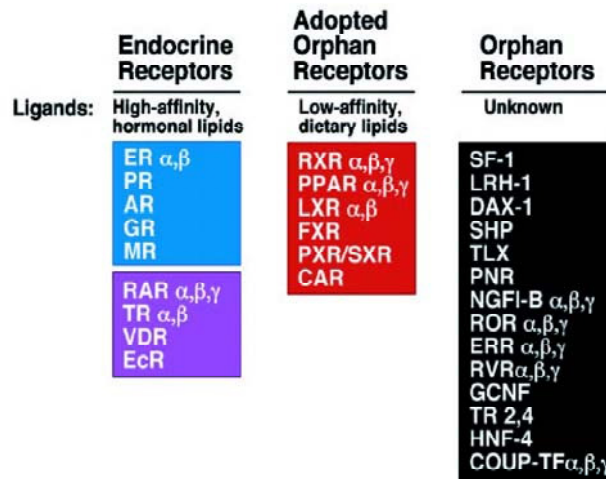 Endocrine
Receptors
Adopted
Orphan
Receptors
Orphan
Receptors
Ligands:
High-affinity,
hormonal lipids
Low-affinity,
dietary lipids
Unknown
ER α,β
PR
AR
GR
MR
RAR α,β,γ
TR α,β
VDR
EcR
RXR α,β,γ
PPAR α,β,γ
LXR α,β
FXR
PXR/SXR
CAR
SF-1
LRH-1
DAX-1
SHP
TLX
PNR
NGFI-B α,β,γ
ROR α,β,γ
ERR α,β,γ
RVRα,β,γ
GCNF
TR 2,4
HNF-4
COUP-TFα,β,γ